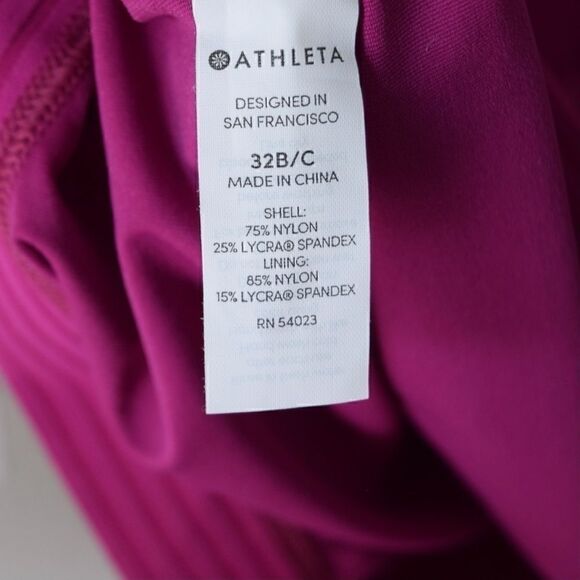 ATHLETA
DESIGNED IN
SAN FRANCISCO
32B/C
MADE IN CHINA
SHELL:
75% NYLON
25% LYCRA® SPANDEX
LINING:
85% NYLON
15% LYCRA® SPANDEX
RN 54023